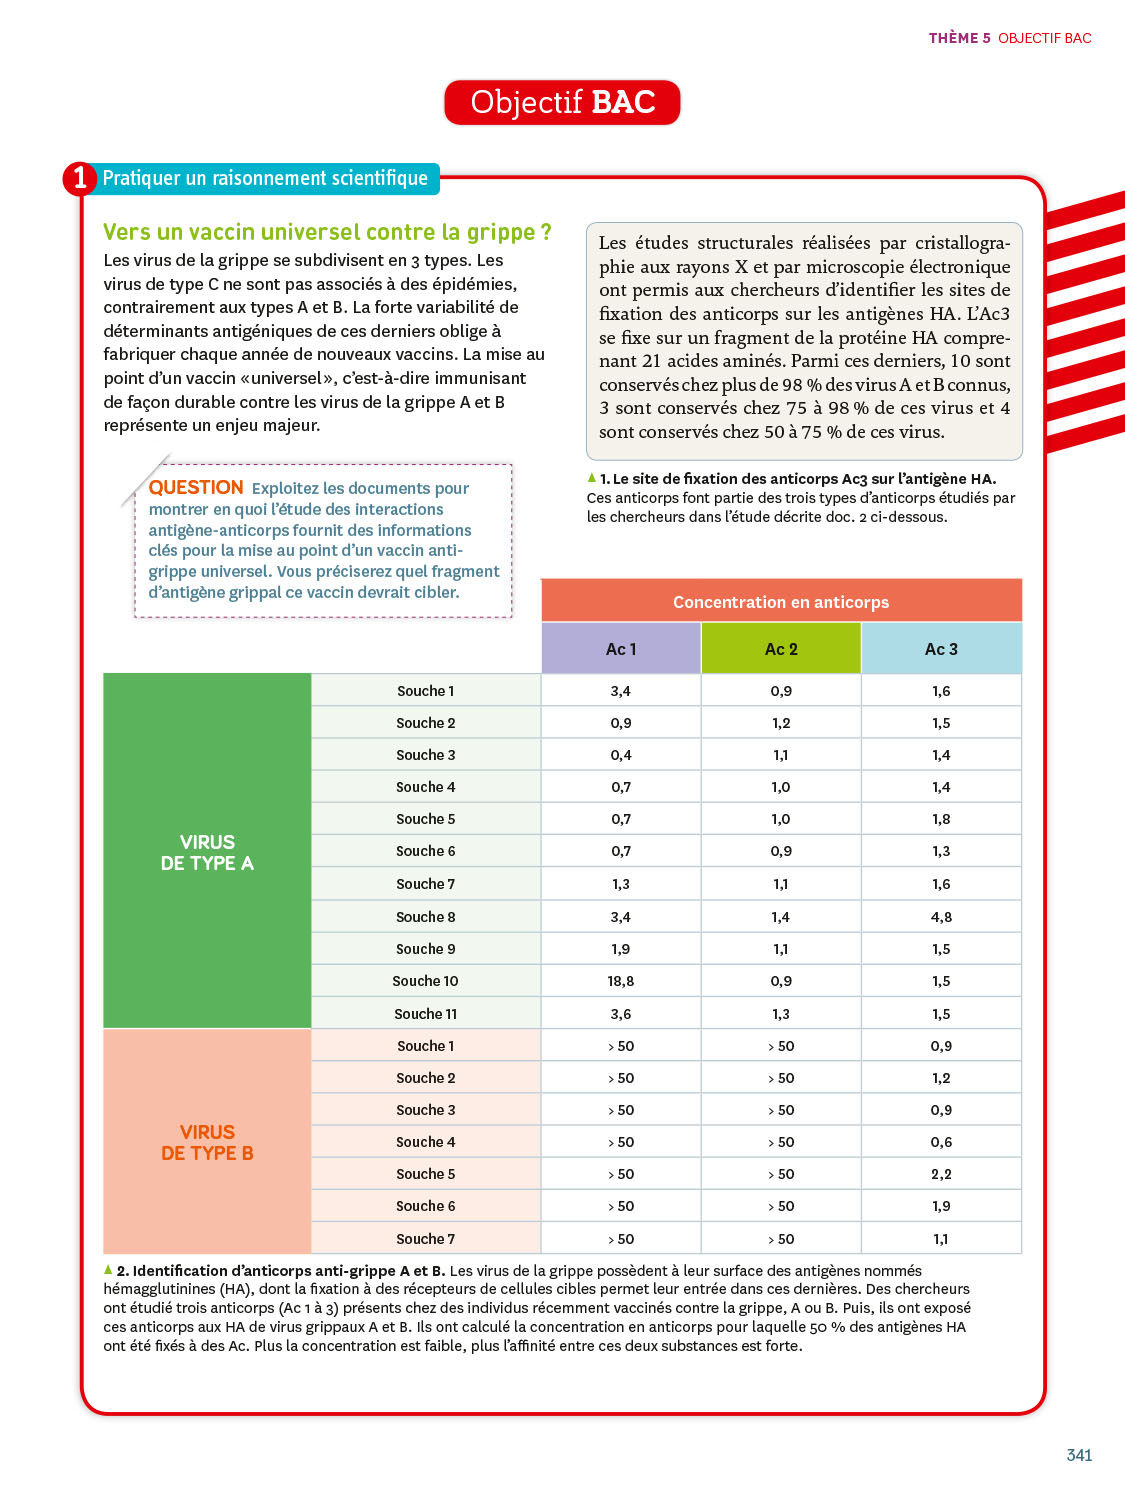 THÈME 5 OBJECTIF BAC
Objectif BAC
1 Pratiquer un raisonnement scientifique
Vers un vaccin universel contre la grippe ?
Les virus de la grippe se subdivisent en 3 types. Les
virus de type C ne sont pas associés à des épidémies,
contrairement aux types A et B. La forte variabilité de
déterminants antigéniques de ces derniers oblige à
fabriquer chaque année de nouveaux vaccins. La mise au
point d’un vaccin «universel», c’est-à-dire immunisant
de façon durable contre les virus de la grippe A et B
représente un enjeu majeur.
QUESTION Exploitez les documents pour
montrer en quoi l’étude des interactions
antigène-anticorps fournit des informations
clés pour la mise au point d’un vaccin anti-
grippe universel. Vous préciserez quel fragment
d’antigène grippal ce vaccin devrait cibler.
Les études structurales réalisées par cristallogra-
phie aux rayons X et par microscopie électronique
ont permis aux chercheurs d’identifier les sites de
fixation des anticorps sur les antigènes HA. L’Ac3
se fixe sur un fragment de la protéine HA compre-
nant 21 acides aminés. Parmi ces derniers, 10 sont
conservés chez plus de 98 % des virus A et B connus,
3 sont conservés chez 75 à 98 % de ces virus et 4
sont conservés chez 50 à 75 % de ces virus.
1. Le site de fixation des anticorps Ac3 sur l’antigène HA.
Ces anticorps font partie des trois types d’anticorps étudiés par
les chercheurs dans l’étude décrite doc. 2 ci-dessous.
Concentration en anticorps
Ac 1 Ac 2 Ac 3
VIRUS
DE TYPE A
Souche 1 3,4 0,9 1,6
Souche 2 0,9 1,2 1,5
Souche 3 0,4 1,1 1,4
Souche 4 0,7 1,0 1,4
Souche 5 0,7 1,0 1,8
Souche 6 0,7 0,9 1,3
Souche 7 1,3 1,1 1,6
Souche 8 3,4 1,4 4,8
Souche 9 1,9 1,1 1,5
Souche 10 18,8 0,9 1,5
Souche 11 3,6 1,3 1,5
VIRUS
DE TYPE B
Souche 1 > 50 > 50 0,9
Souche 2 > 50 > 50 1,2
Souche 3 > 50 > 50 0,9
Souche 4 > 50 > 50 0,6
Souche 5 > 50 > 50 2,2
Souche 6 > 50 > 50 1,9
Souche 7 > 50 > 50 1,1
2. Identification d’anticorps anti-grippe A et B. Les virus de la grippe possèdent à leur surface des antigènes nommés
hémagglutinines (HA), dont la fixation à des récepteurs de cellules cibles permet leur entrée dans ces dernières. Des chercheurs
ont étudié trois anticorps (Ac 1 à 3) présents chez des individus récemment vaccinés contre la grippe, A ou B. Puis, ils ont exposé
ces anticorps aux HA de virus grippaux A et B. Ils ont calculé la concentration en anticorps pour laquelle 50 % des antigènes HA
ont été fixés à des Ac. Plus la concentration est faible, plus l’affinité entre ces deux substances est forte.
341